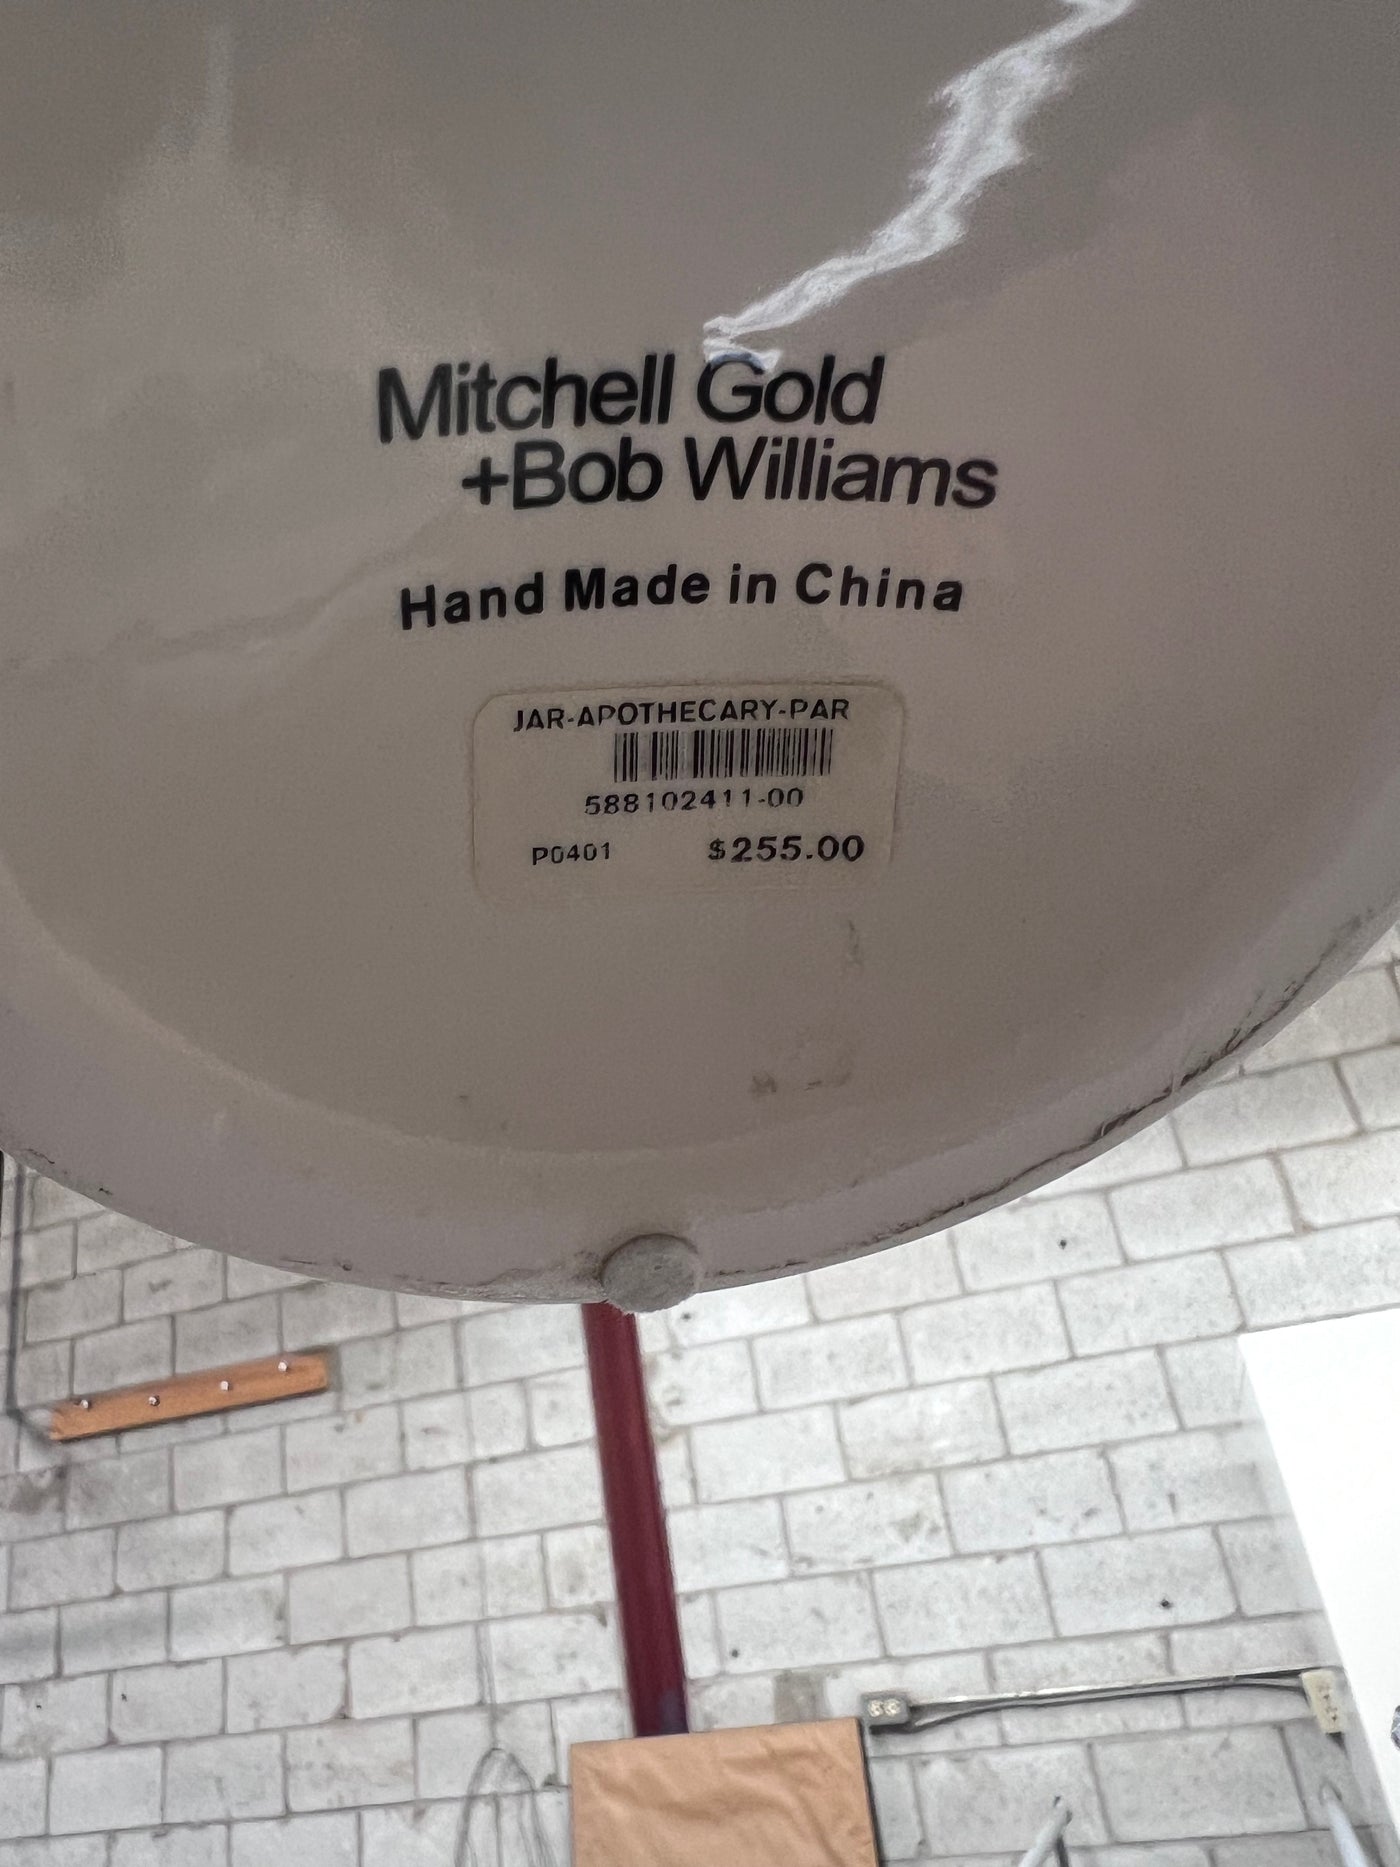 Mitchell Gold
+Bob Williams
Hand Made in China
JAR-APOTHECARY-PAR
588102411-00
P0401 $255.00